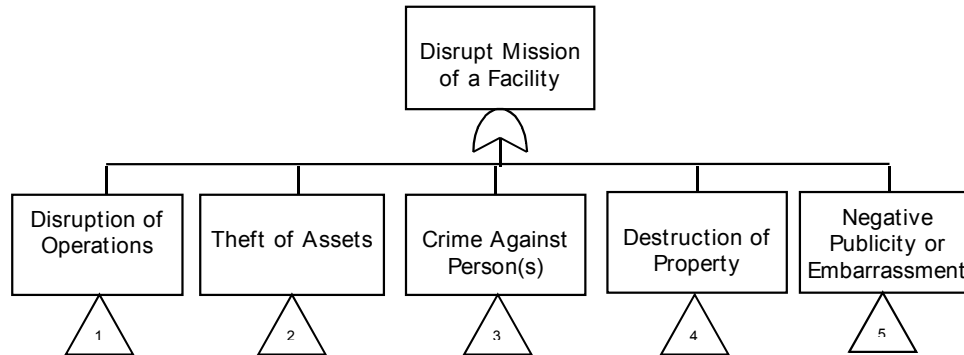 Disrupt Mission
of a Facility
Disruption of
Operations
Theft of Assets
Crime Against
Person(s)
Destruction of
Property
Negative
Publicity or
Embarrassment
1
2
3
4
5